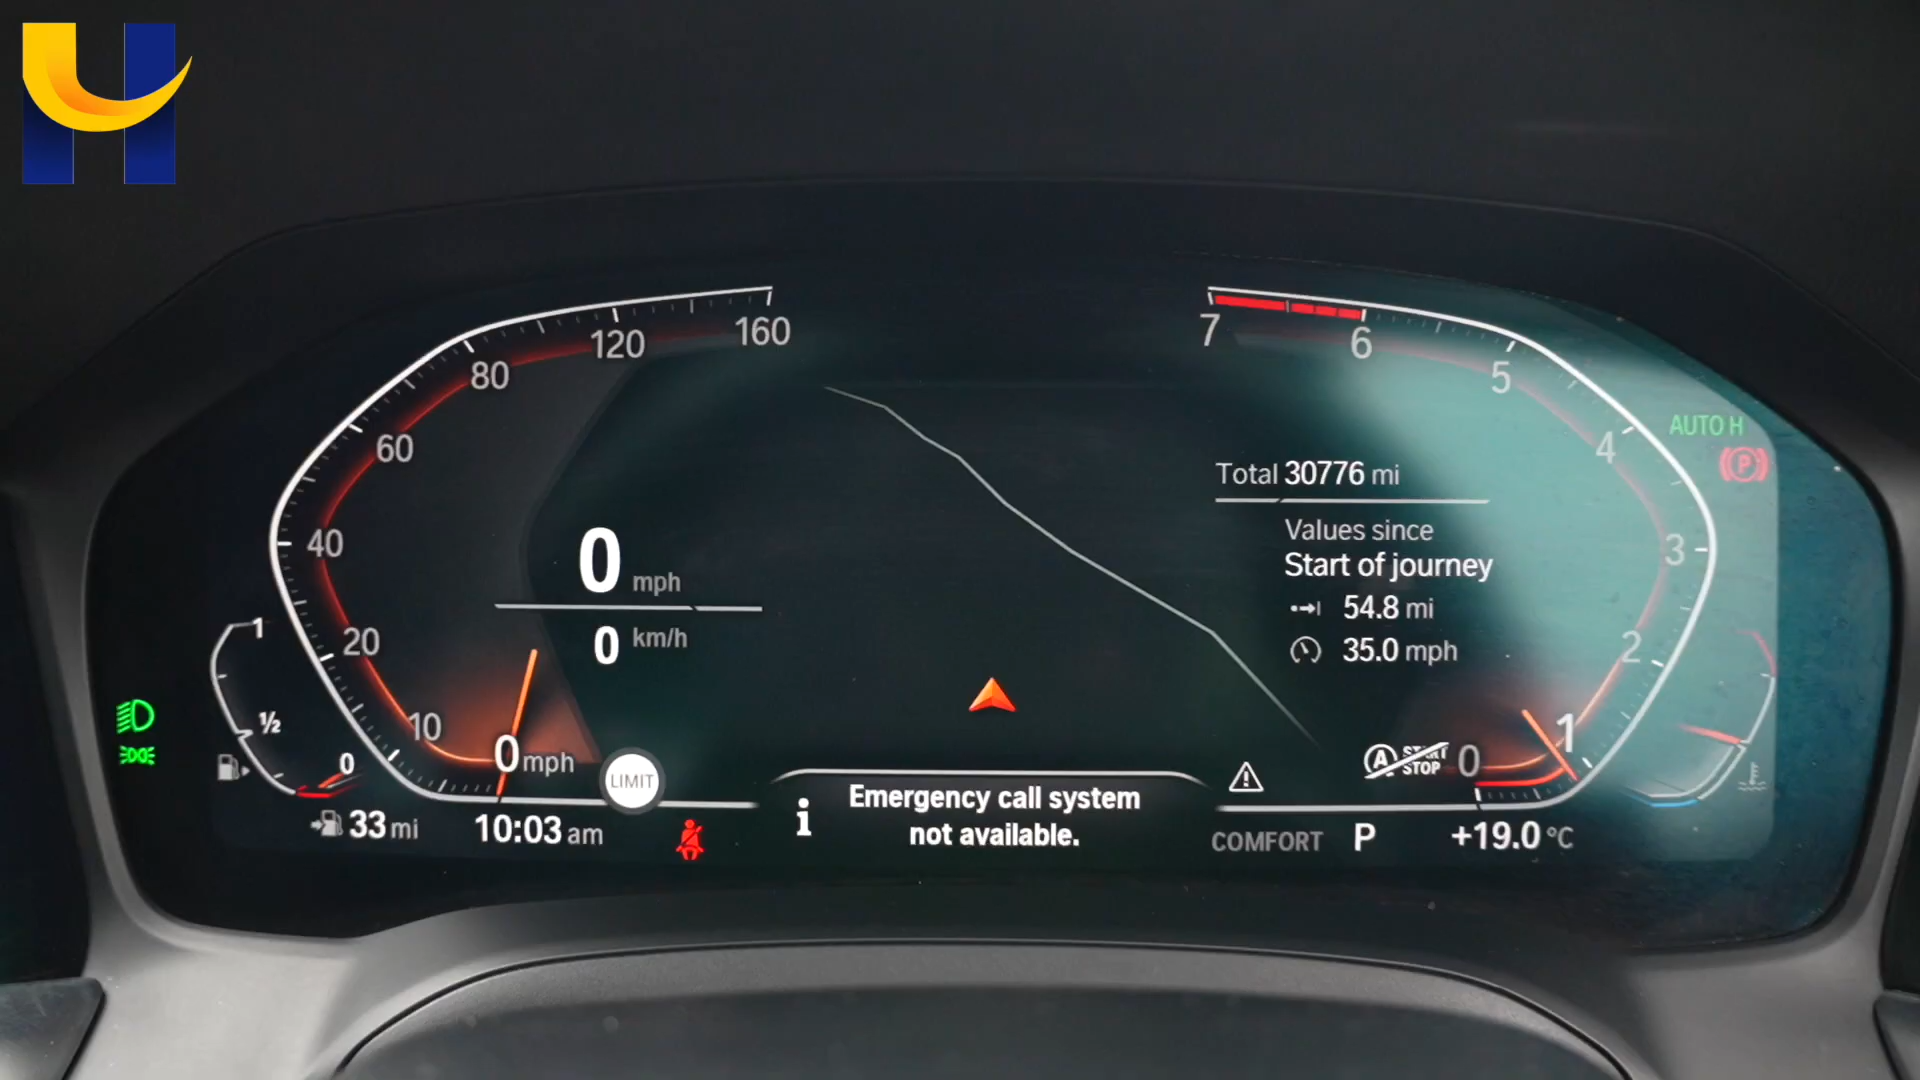 160
120
80
60
40
20
10
0 mph
0 mph
0 km/h
1
½
0
33 mi
10:03 am
LIMIT
Emergency call system
not available.
7
6
5
4
3
2
1
0
AUTO H
P
Total 30776 mi
Values since
Start of journey
54.8 mi
35.0 mph
A START
STOP
COMFORT P
+19.0 °C